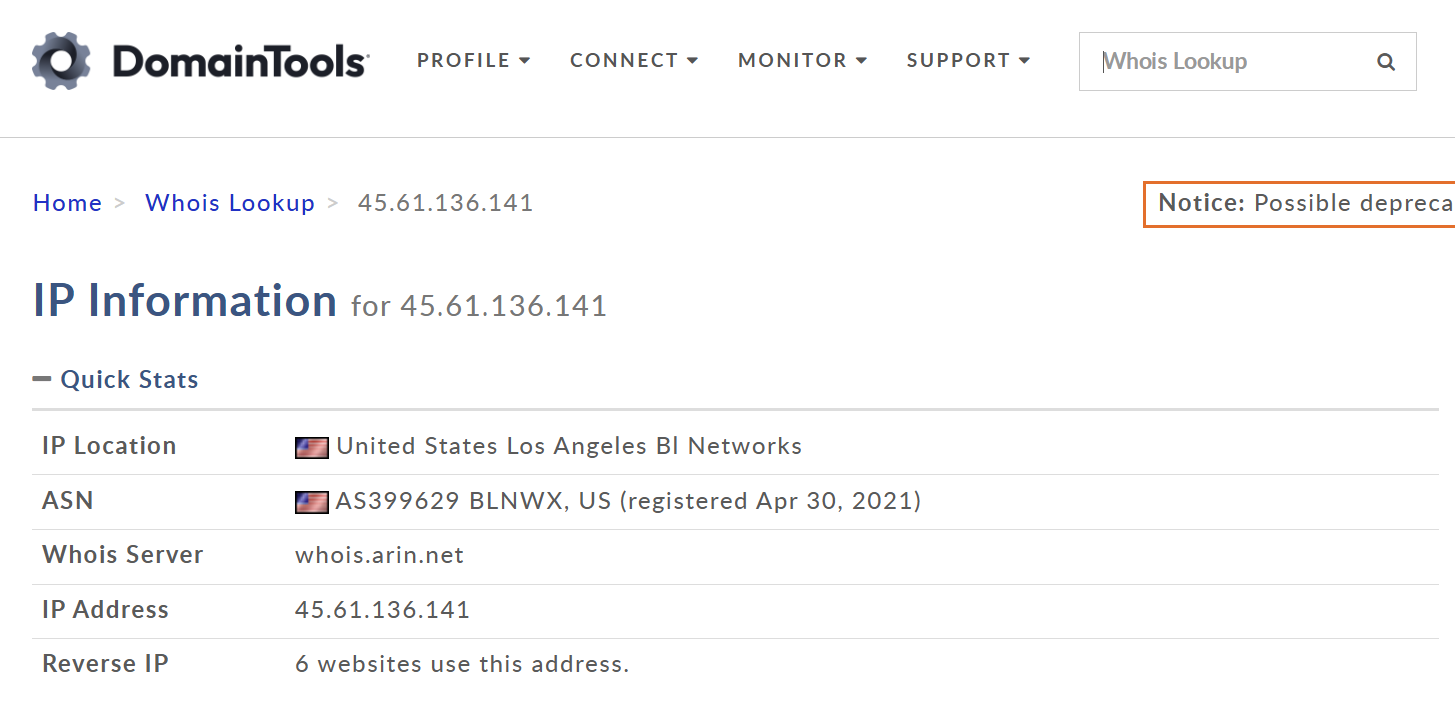 DomainTools PROFILE CONNECT MONITOR SUPPORT Whois Lookup
Home > Whois Lookup > 45.61.136.141 Notice: Possible depreca
IP Information for 45.61.136.141
Quick Stats
IP Location United States Los Angeles Bl Networks
ASN AS399629 BLNWX, US (registered Apr 30, 2021)
Whois Server whois.arin.net
IP Address 45.61.136.141
Reverse IP 6 websites use this address.